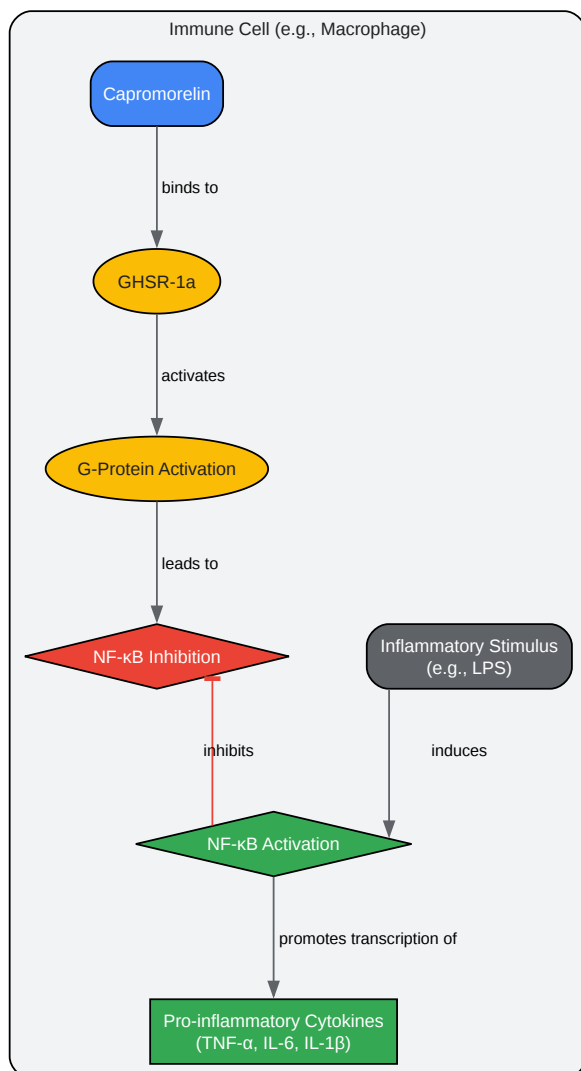 Immune Cell (e.g., Macrophage)
Capromorelin
binds to
GHSR-1a
activates
G-Protein Activation
leads to
NF-κB Inhibition
Inflammatory Stimulus
(e.g., LPS)
inhibits
induces
NF-κB Activation
promotes transcription of
Pro-inflammatory Cytokines
(TNF-α, IL-6, IL-1β)